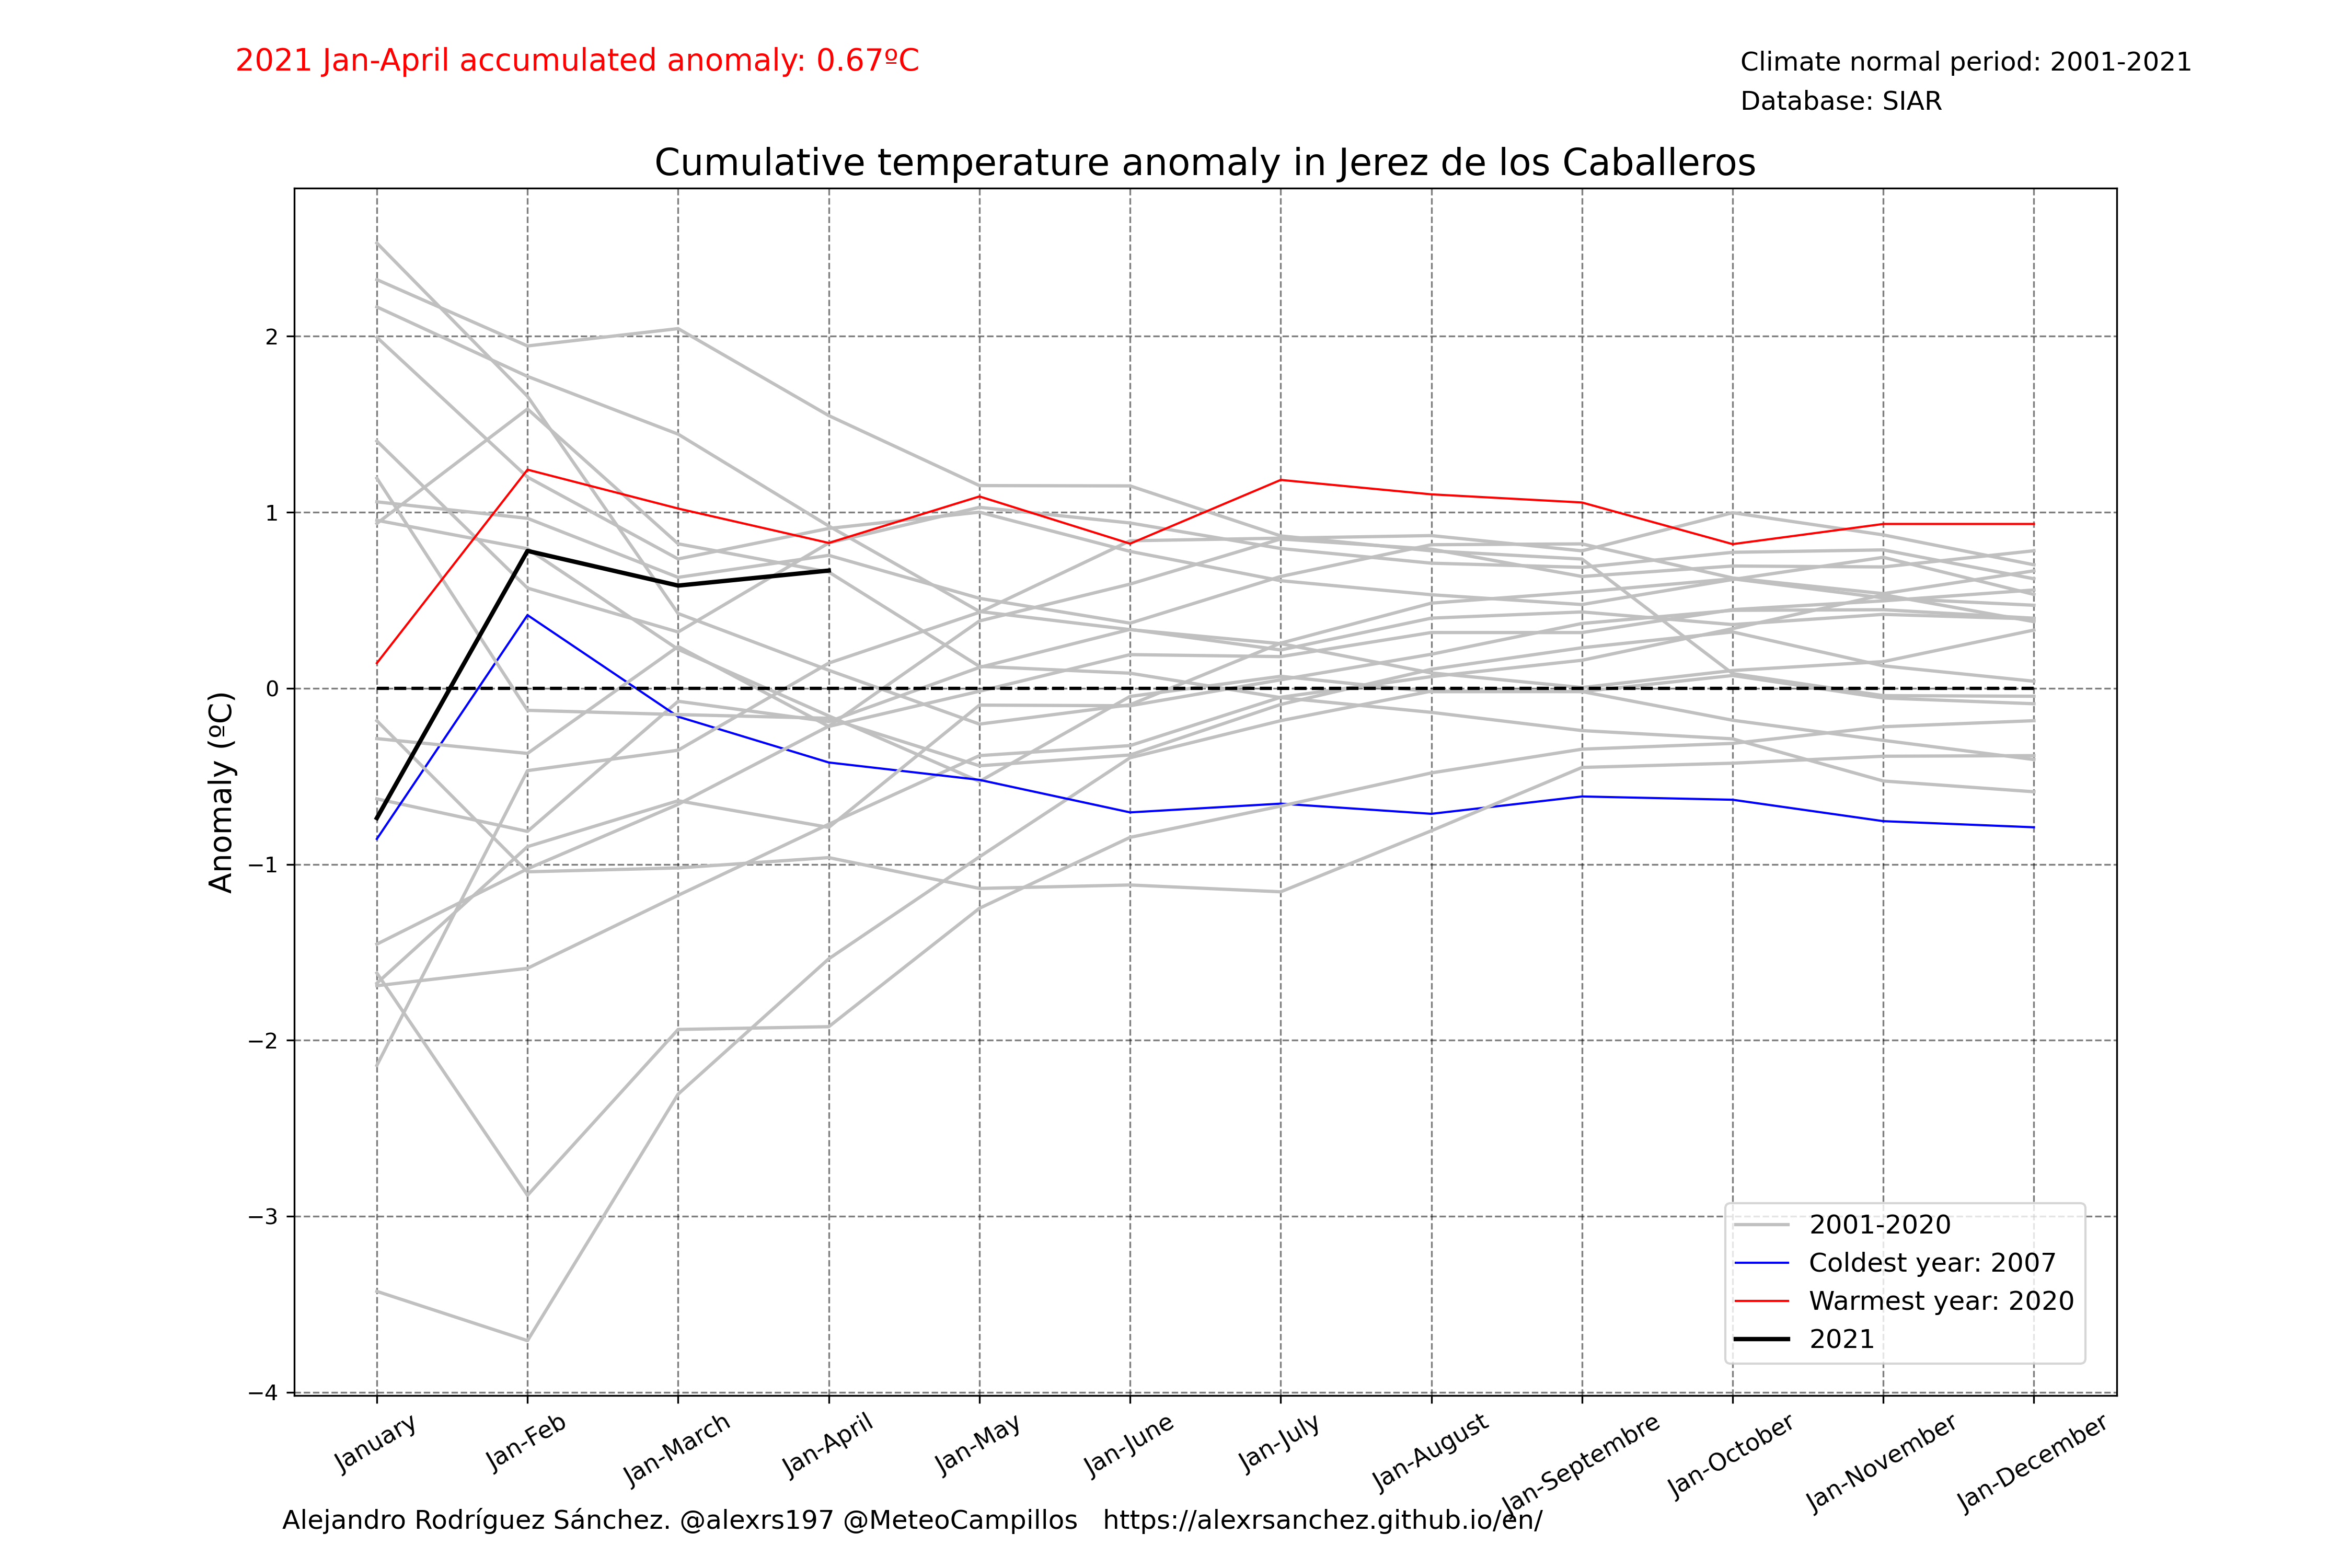 2021 Jan-April accumulated anomaly: 0.67ºC
Climate normal period: 2001-2021
Database: SIAR
Cumulative temperature anomaly in Jerez de los Caballeros
Anomaly (ºC)
2
1
0
−1
−2
−3
−4
2001-2020
Coldest year: 2007
Warmest year: 2020
2021
January
Jan-Feb
Jan-March
Jan-April
Jan-May
Jan-June
Jan-July
Jan-August
Jan-Septembre
Jan-October
Jan-November
Jan-December
Alejandro Rodríguez Sánchez. @alexrs197 @MeteoCampillos   https://alexrsanchez.github.io/en/